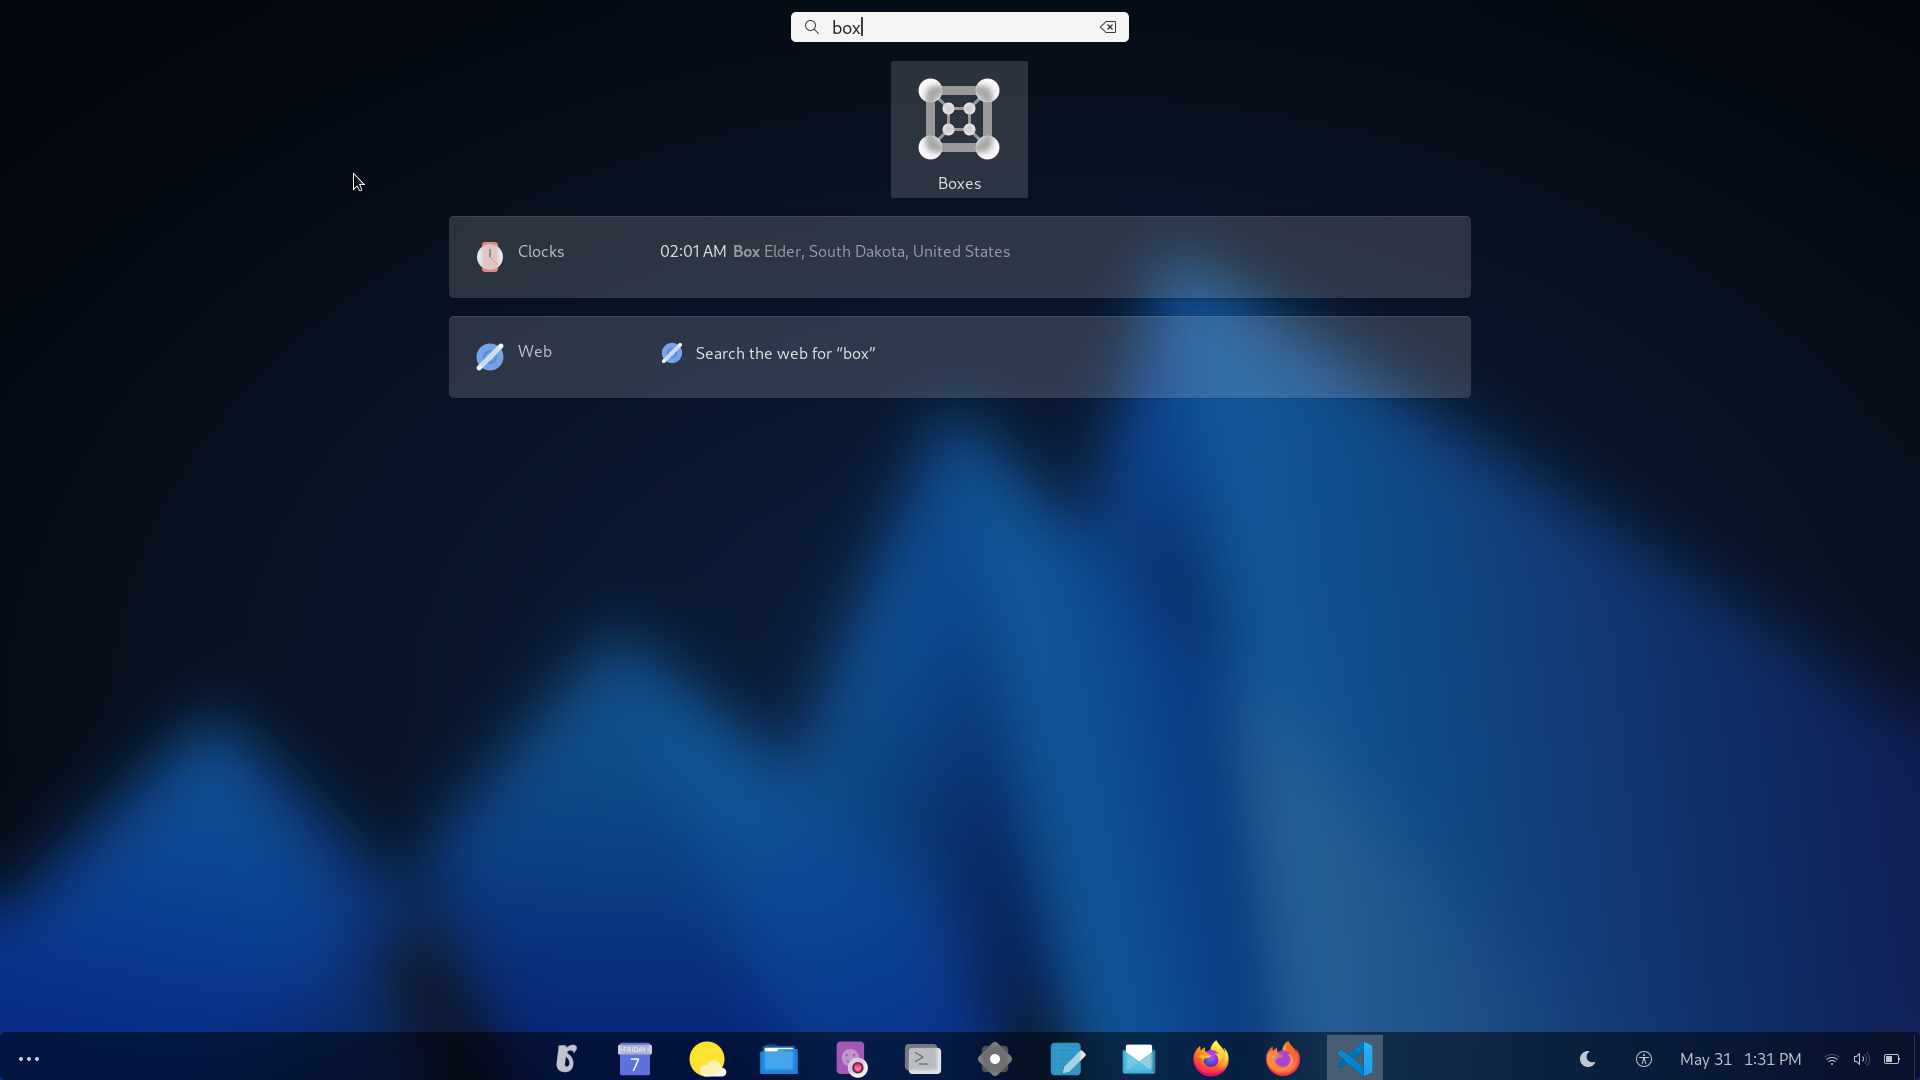 box
Boxes
Clocks
02:01 AM Box Elder, South Dakota, United States
Web
Search the web for “box”
FRIDAY
7
May 31 1:31 PM